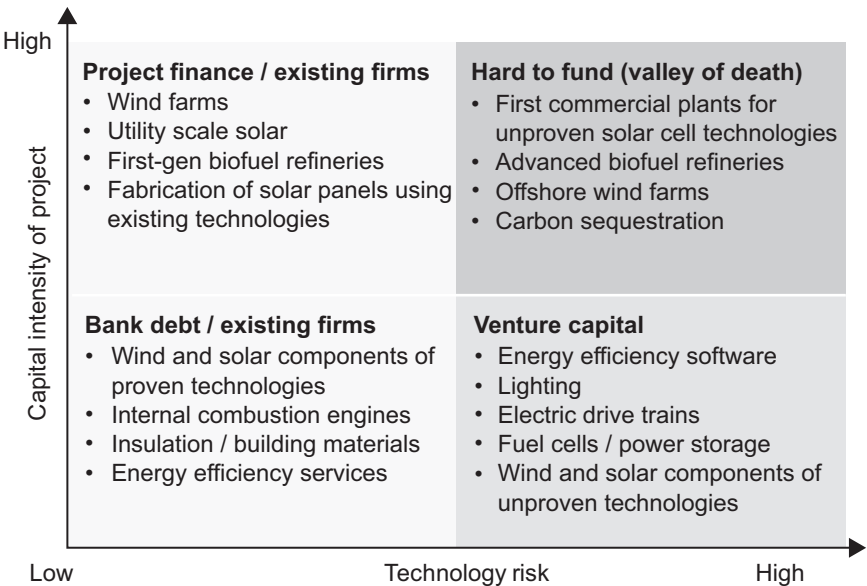 High
Capital intensity of project
Project finance / existing firms
• Wind farms
• Utility scale solar
• First-gen biofuel refineries
• Fabrication of solar panels using
existing technologies
Hard to fund (valley of death)
• First commercial plants for
unproven solar cell technologies
• Advanced biofuel refineries
• Offshore wind farms
• Carbon sequestration
Bank debt / existing firms
• Wind and solar components of
proven technologies
• Internal combustion engines
• Insulation / building materials
• Energy efficiency services
Venture capital
• Energy efficiency software
• Lighting
• Electric drive trains
• Fuel cells / power storage
• Wind and solar components of
unproven technologies
Low
Technology risk
High